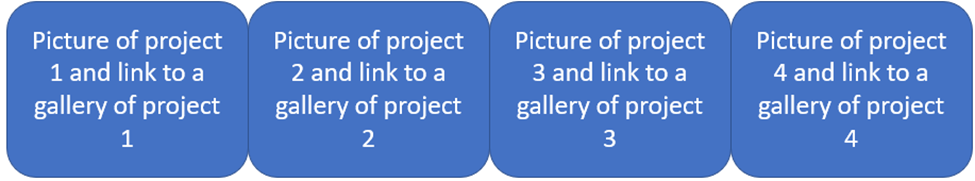 Picture of project
1 and link to a
gallery of project
1
Picture of project
2 and link to a
gallery of project
2
Picture of project
3 and link to a
gallery of project
3
Picture of project
4 and link to a
gallery of project
4